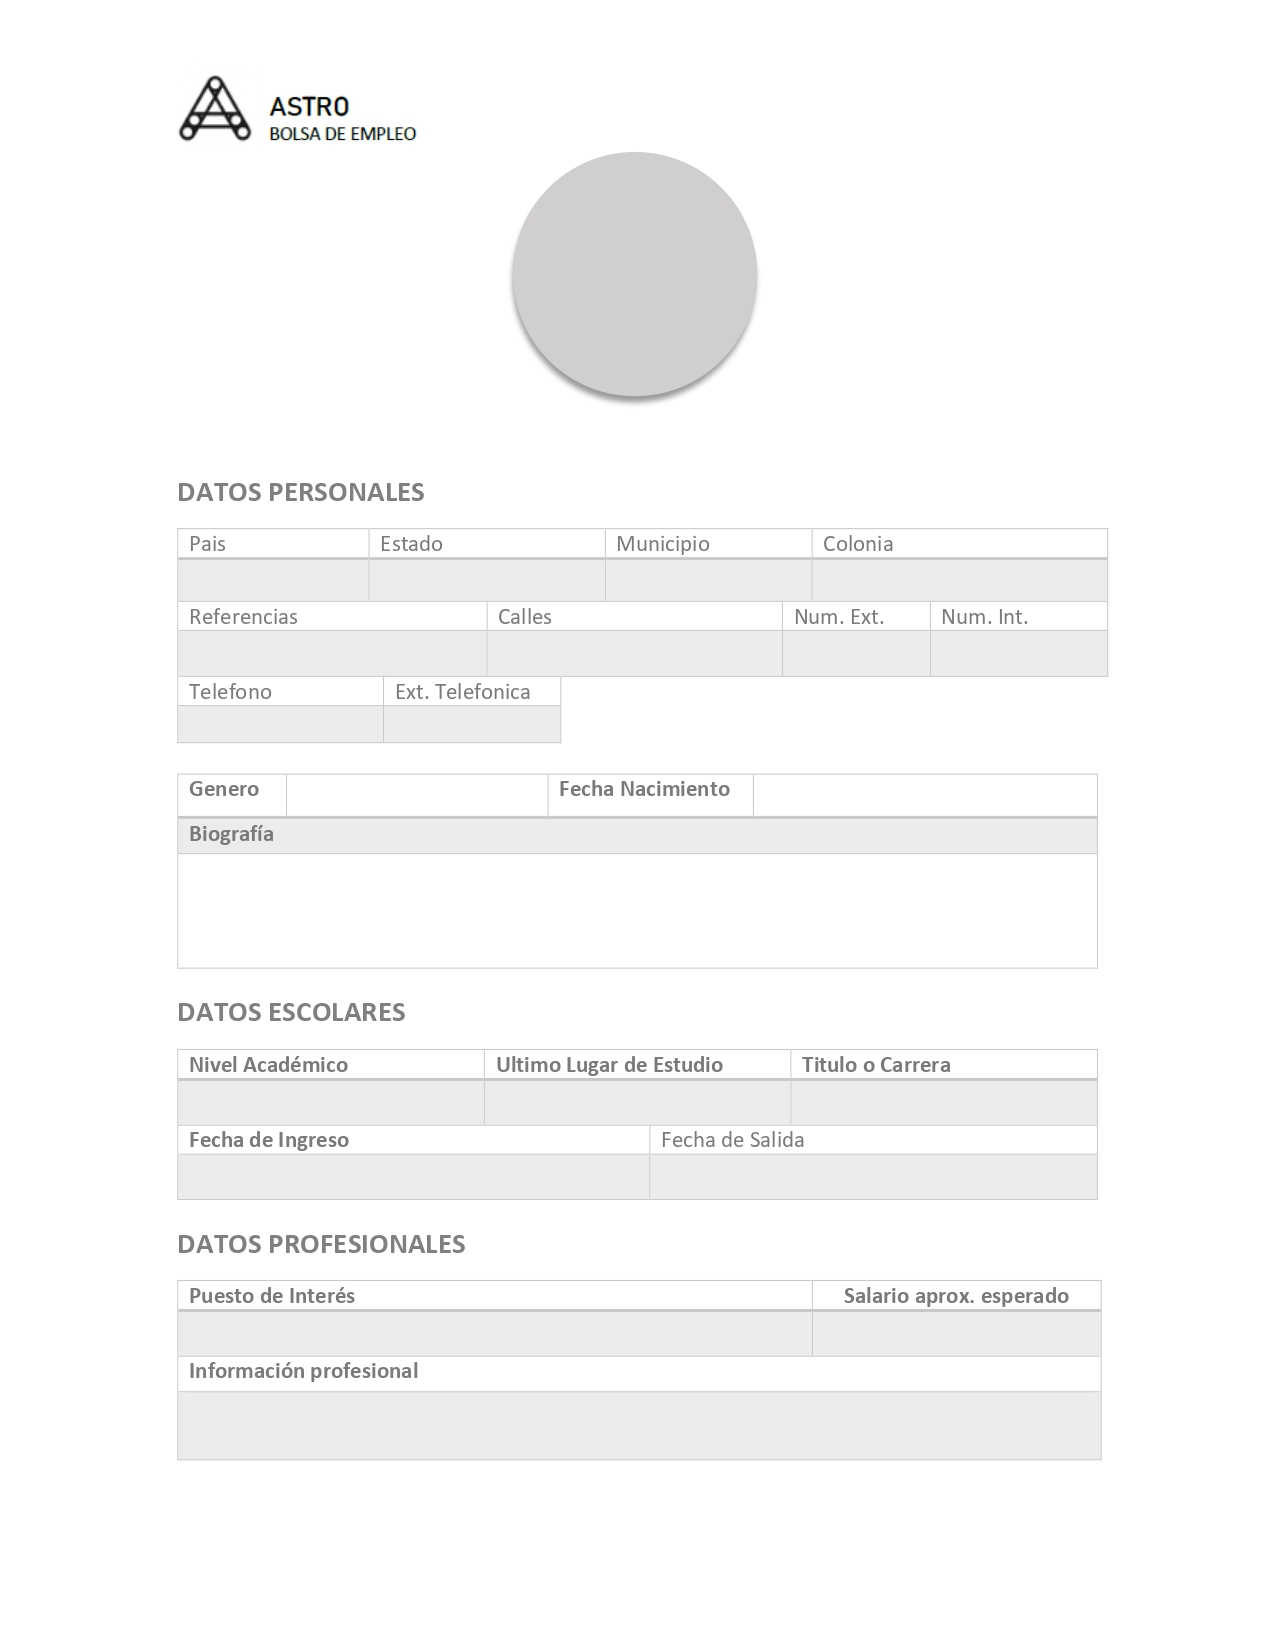 ASTRO
BOLSA DE EMPLEO
DATOS PERSONALES
Pais Estado Municipio Colonia
Referencias Calles Num. Ext. Num. Int.
Telefono Ext. Telefonica
Genero Fecha Nacimiento
Biografía
DATOS ESCOLARES
Nivel Académico Ultimo Lugar de Estudio Titulo o Carrera
Fecha de Ingreso Fecha de Salida
DATOS PROFESIONALES
Puesto de Interés Salario aprox. esperado
Información profesional